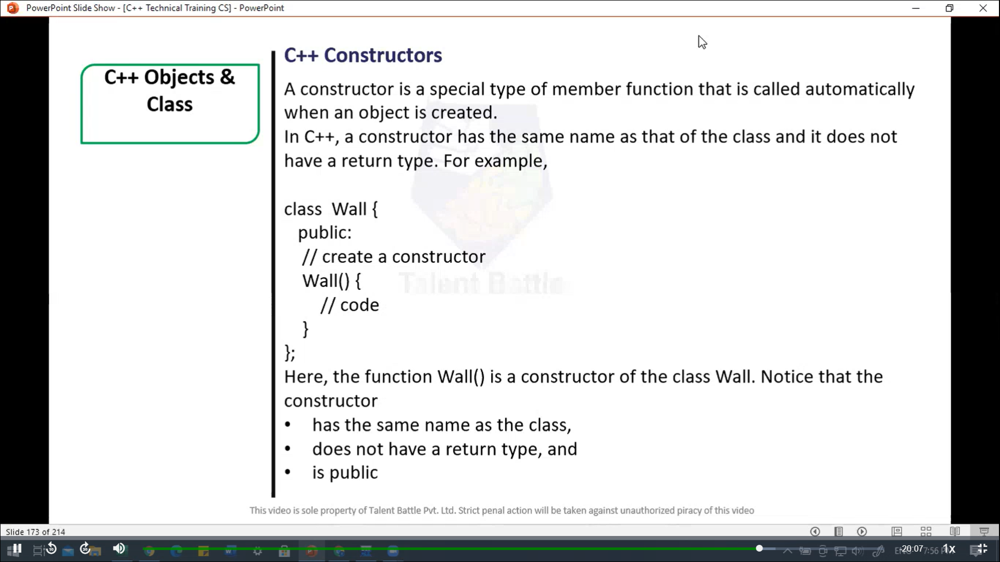 PowerPoint Slide Show - [C++ Technical Training CS] - PowerPoint
C++ Objects &
Class
C++ Constructors
A constructor is a special type of member function that is called automatically
when an object is created.
In C++, a constructor has the same name as that of the class and it does not
have a return type. For example,
class  Wall {
public:
// create a constructor
Wall() {
// code
}
};
Here, the function Wall() is a constructor of the class Wall. Notice that the
constructor
• has the same name as the class,
• does not have a return type, and
• is public
Talent Battle
This video is sole property of Talent Battle Pvt. Ltd. Strict penal action will be taken against unauthorized piracy of this video
Slide 173 of 214
10
30
-20:07
1x